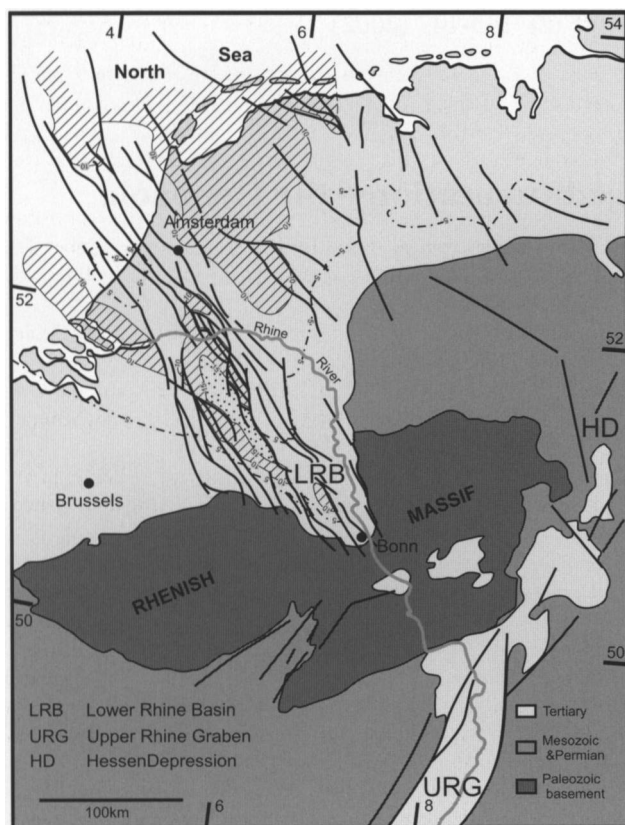 4
6
8
54
North
Sea
Amsterdam
52
Rhine
River
52
HD
LRB
MASSIF
Brussels
Bonn
RHENISH
50
50
LRB Lower Rhine Basin
URG Upper Rhine Graben
HD HessenDepression
Tertiary
Mesozoic
&Permian
Paleozoic
basement
100km
URG
6
8